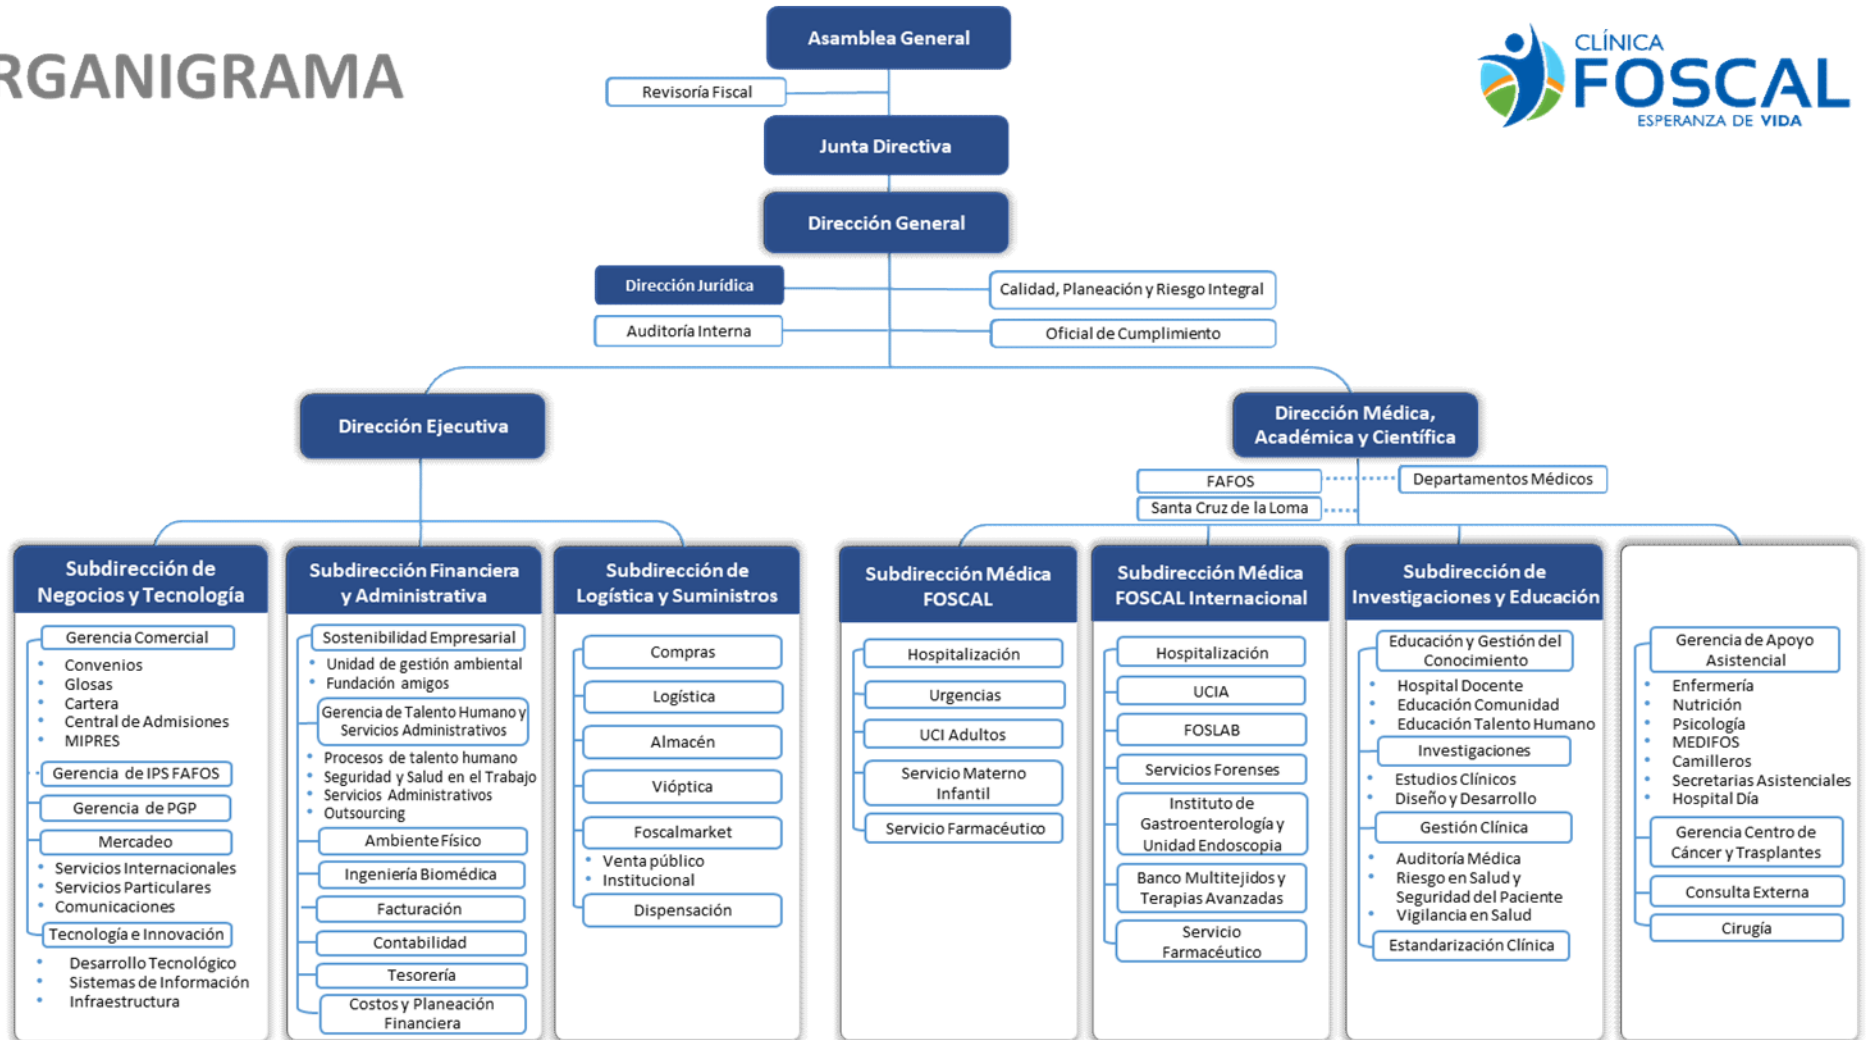 RGANIGRAMA
CLÍNICA
FOSCAL
ESPERANZA DE VIDA
Asamblea General
Revisoría Fiscal
Junta Directiva
Dirección General
Dirección Jurídica
Calidad, Planeación y Riesgo Integral
Auditoría Interna
Oficial de Cumplimiento
Dirección Ejecutiva
Dirección Médica,
Académica y Científica
FAFOS
Departamentos Médicos
Santa Cruz de la Loma
Subdirección de
Negocios y Tecnología
Gerencia Comercial
• Convenios
• Glosas
• Cartera
• Central de Admisiones
• MIPRES
Gerencia de IPS FAFOS
Gerencia de PGP
Mercadeo
• Servicios Internacionales
• Servicios Particulares
• Comunicaciones
Tecnología e Innovación
• Desarrollo Tecnológico
• Sistemas de Información
• Infraestructura
Subdirección Financiera
y Administrativa
Sostenibilidad Empresarial
• Unidad de gestión ambiental
• Fundación amigos
Gerencia de Talento Humano y
Servicios Administrativos
• Procesos de talento humano
• Seguridad y Salud en el Trabajo
• Servicios Administrativos
• Outsourcing
Ambiente Físico
Ingeniería Biomédica
Facturación
Contabilidad
Tesorería
Costos y Planeación
Financiera
Subdirección de
Logística y Suministros
Compras
Logística
Almacén
Vióptica
Foscalmarket
• Venta público
• Institucional
Dispensación
Subdirección Médica
FOSCAL
Hospitalización
Urgencias
UCI Adultos
Servicio Materno
Infantil
Servicio Farmacéutico
Subdirección Médica
FOSCAL Internacional
Hospitalización
UCIA
FOSLAB
Servicios Forenses
Instituto de
Gastroenterología y
Unidad Endoscopia
Banco Multitejidos y
Terapias Avanzadas
Servicio
Farmacéutico
Subdirección de
Investigaciones y Educación
Educación y Gestión del
Conocimiento
• Hospital Docente
• Educación Comunidad
• Educación Talento Humano
Investigaciones
• Estudios Clínicos
• Diseño y Desarrollo
Gestión Clínica
• Auditoría Médica
• Riesgo en Salud y
Seguridad del Paciente
• Vigilancia en Salud
Estandarización Clínica
Gerencia de Apoyo
Asistencial
• Enfermería
• Nutrición
• Psicología
• MEDIFOS
• Camilleros
• Secretarias Asistenciales
• Hospital Día
Gerencia Centro de
Cáncer y Trasplantes
Consulta Externa
Cirugía